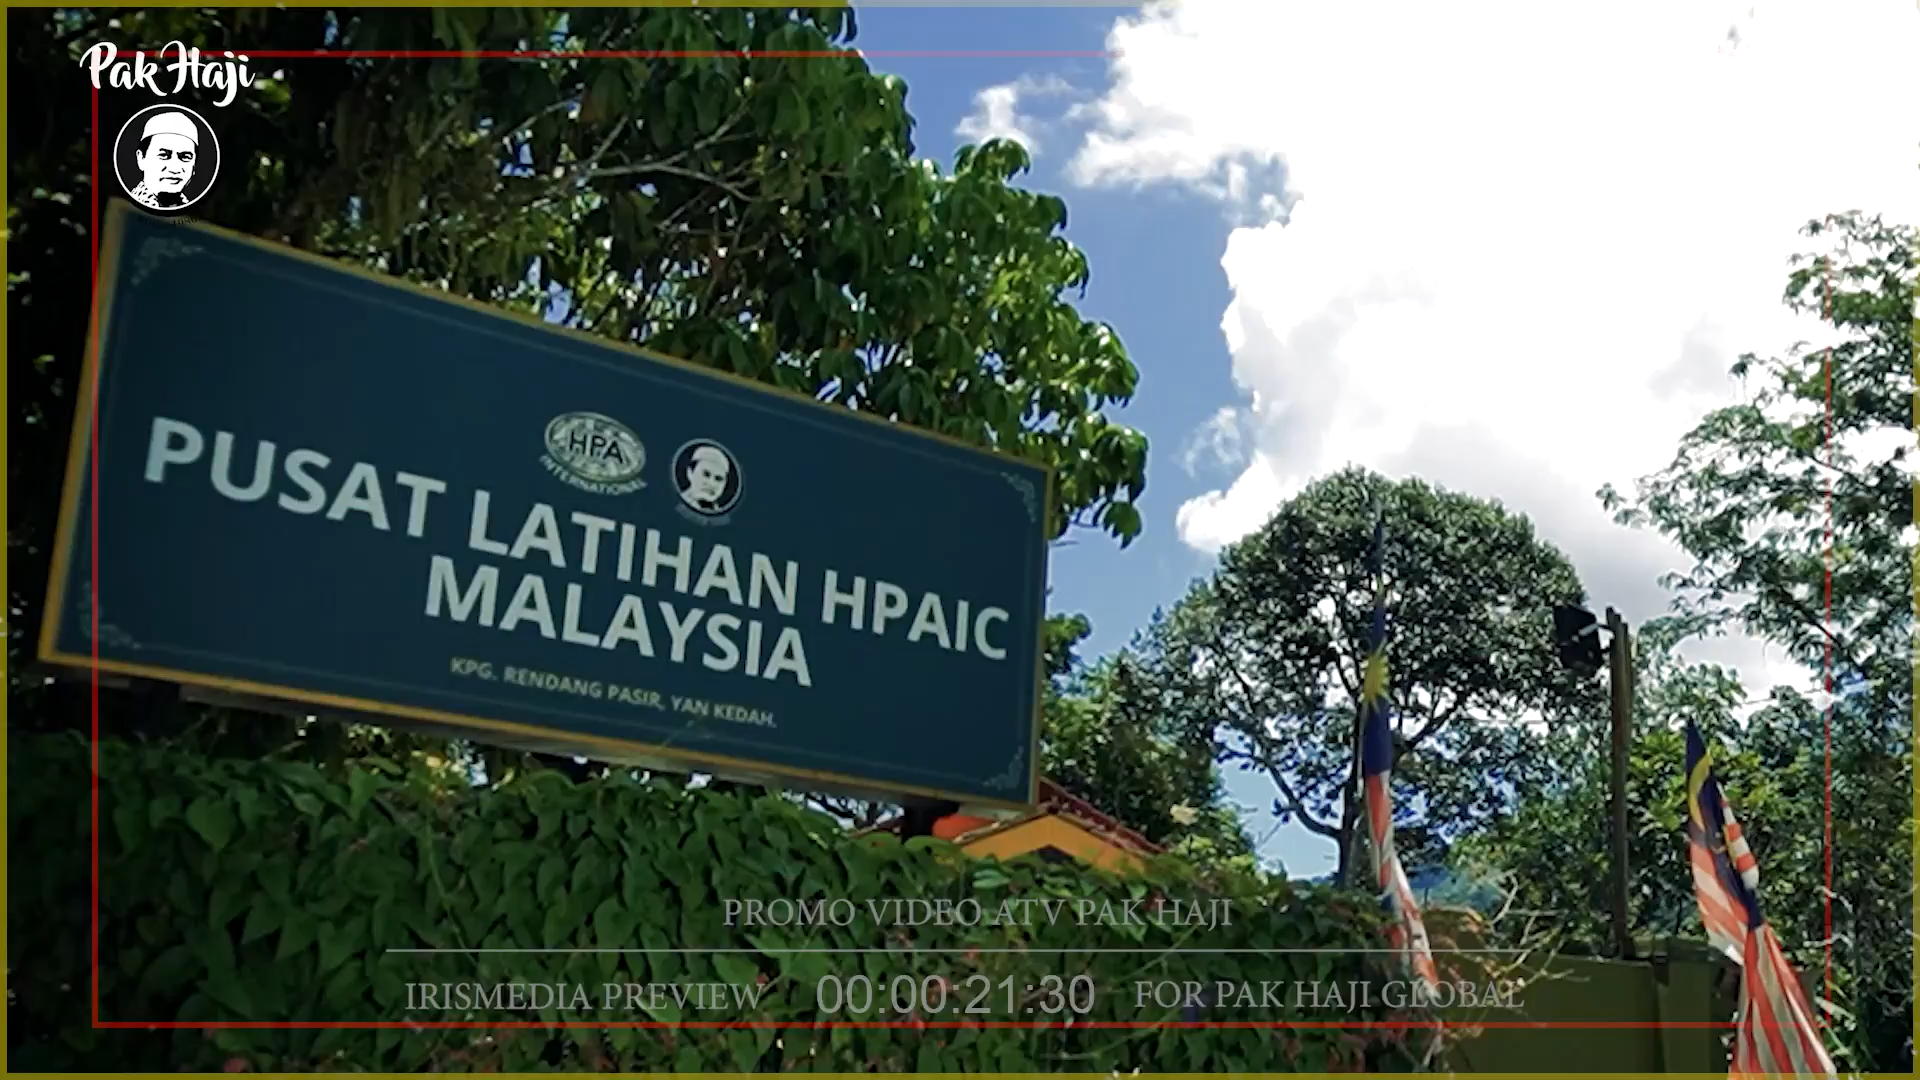 Pak Haji
HPA
INTERNATIONAL
PUSAT LATIHAN HPAIC
MALAYSIA
KPG. RENDANG PASIR, YAN KEDAH.
PROMO VIDEO ATV PAK HAJI
IRISMEDIA PREVIEW 00:00:21:30 FOR PAK HAJI GLOBAL